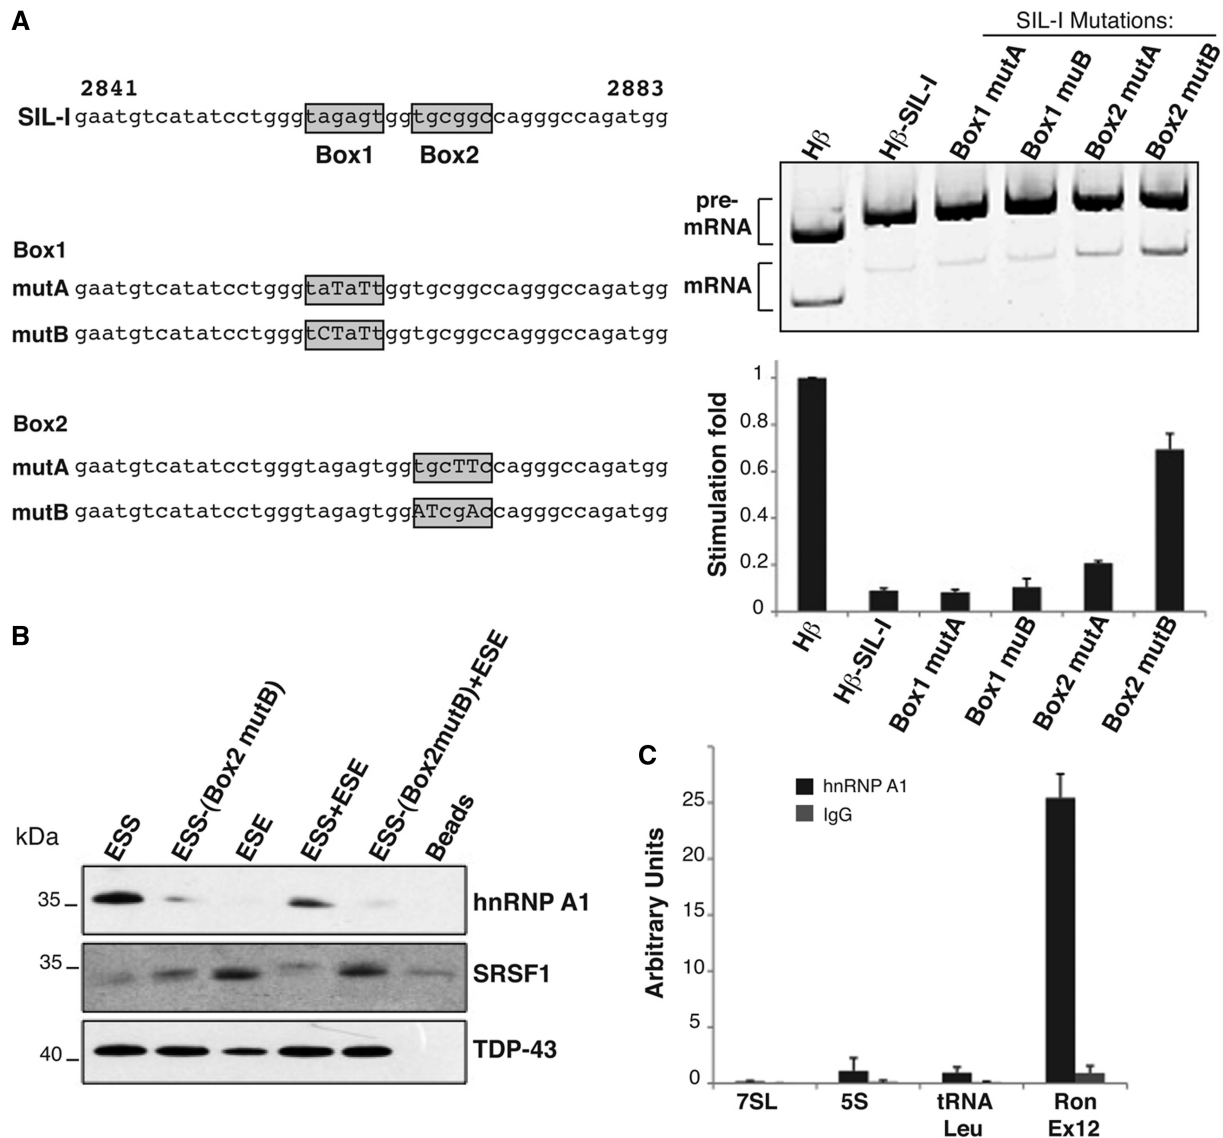 A
2841 2883
SIL-I gaatgtcatatcctgggtagagtggtgcggccagggccagatgg
Box1 Box2
Box1
mutA gaatgtcatatcctgggtaTaTtggtgcggccagggccagatgg
mutB gaatgtcatatcctgggtCTaTtggtgcggccagggccagatgg
Box2
mutA gaatgtcatatcctgggtagagtggtgcTTccagggccagatgg
mutB gaatgtcatatcctgggtagagtggATcgAccagggccagatgg
SIL-I Mutations:
Hβ
Hβ-SIL-I
Box1 mutA
Box1 muB
Box2 mutA
Box2 mutB
pre-
mRNA
mRNA
Stimulation fold
1
0.8
0.6
0.4
0.2
0
Hβ
Hβ-SIL-I
Box1 mutA
Box1 muB
Box2 mutA
Box2 mutB
B
kDa
ESS
ESS-(Box2 mutB)
ESE
ESS+ESE
ESS-(Box2mutB)+ESE
Beads
35
hnRNP A1
35
SRSF1
40
TDP-43
C
hnRNP A1
IgG
Arbitrary Units
25
20
15
10
5
0
7SL
5S
tRNA
Leu
Ron
Ex12